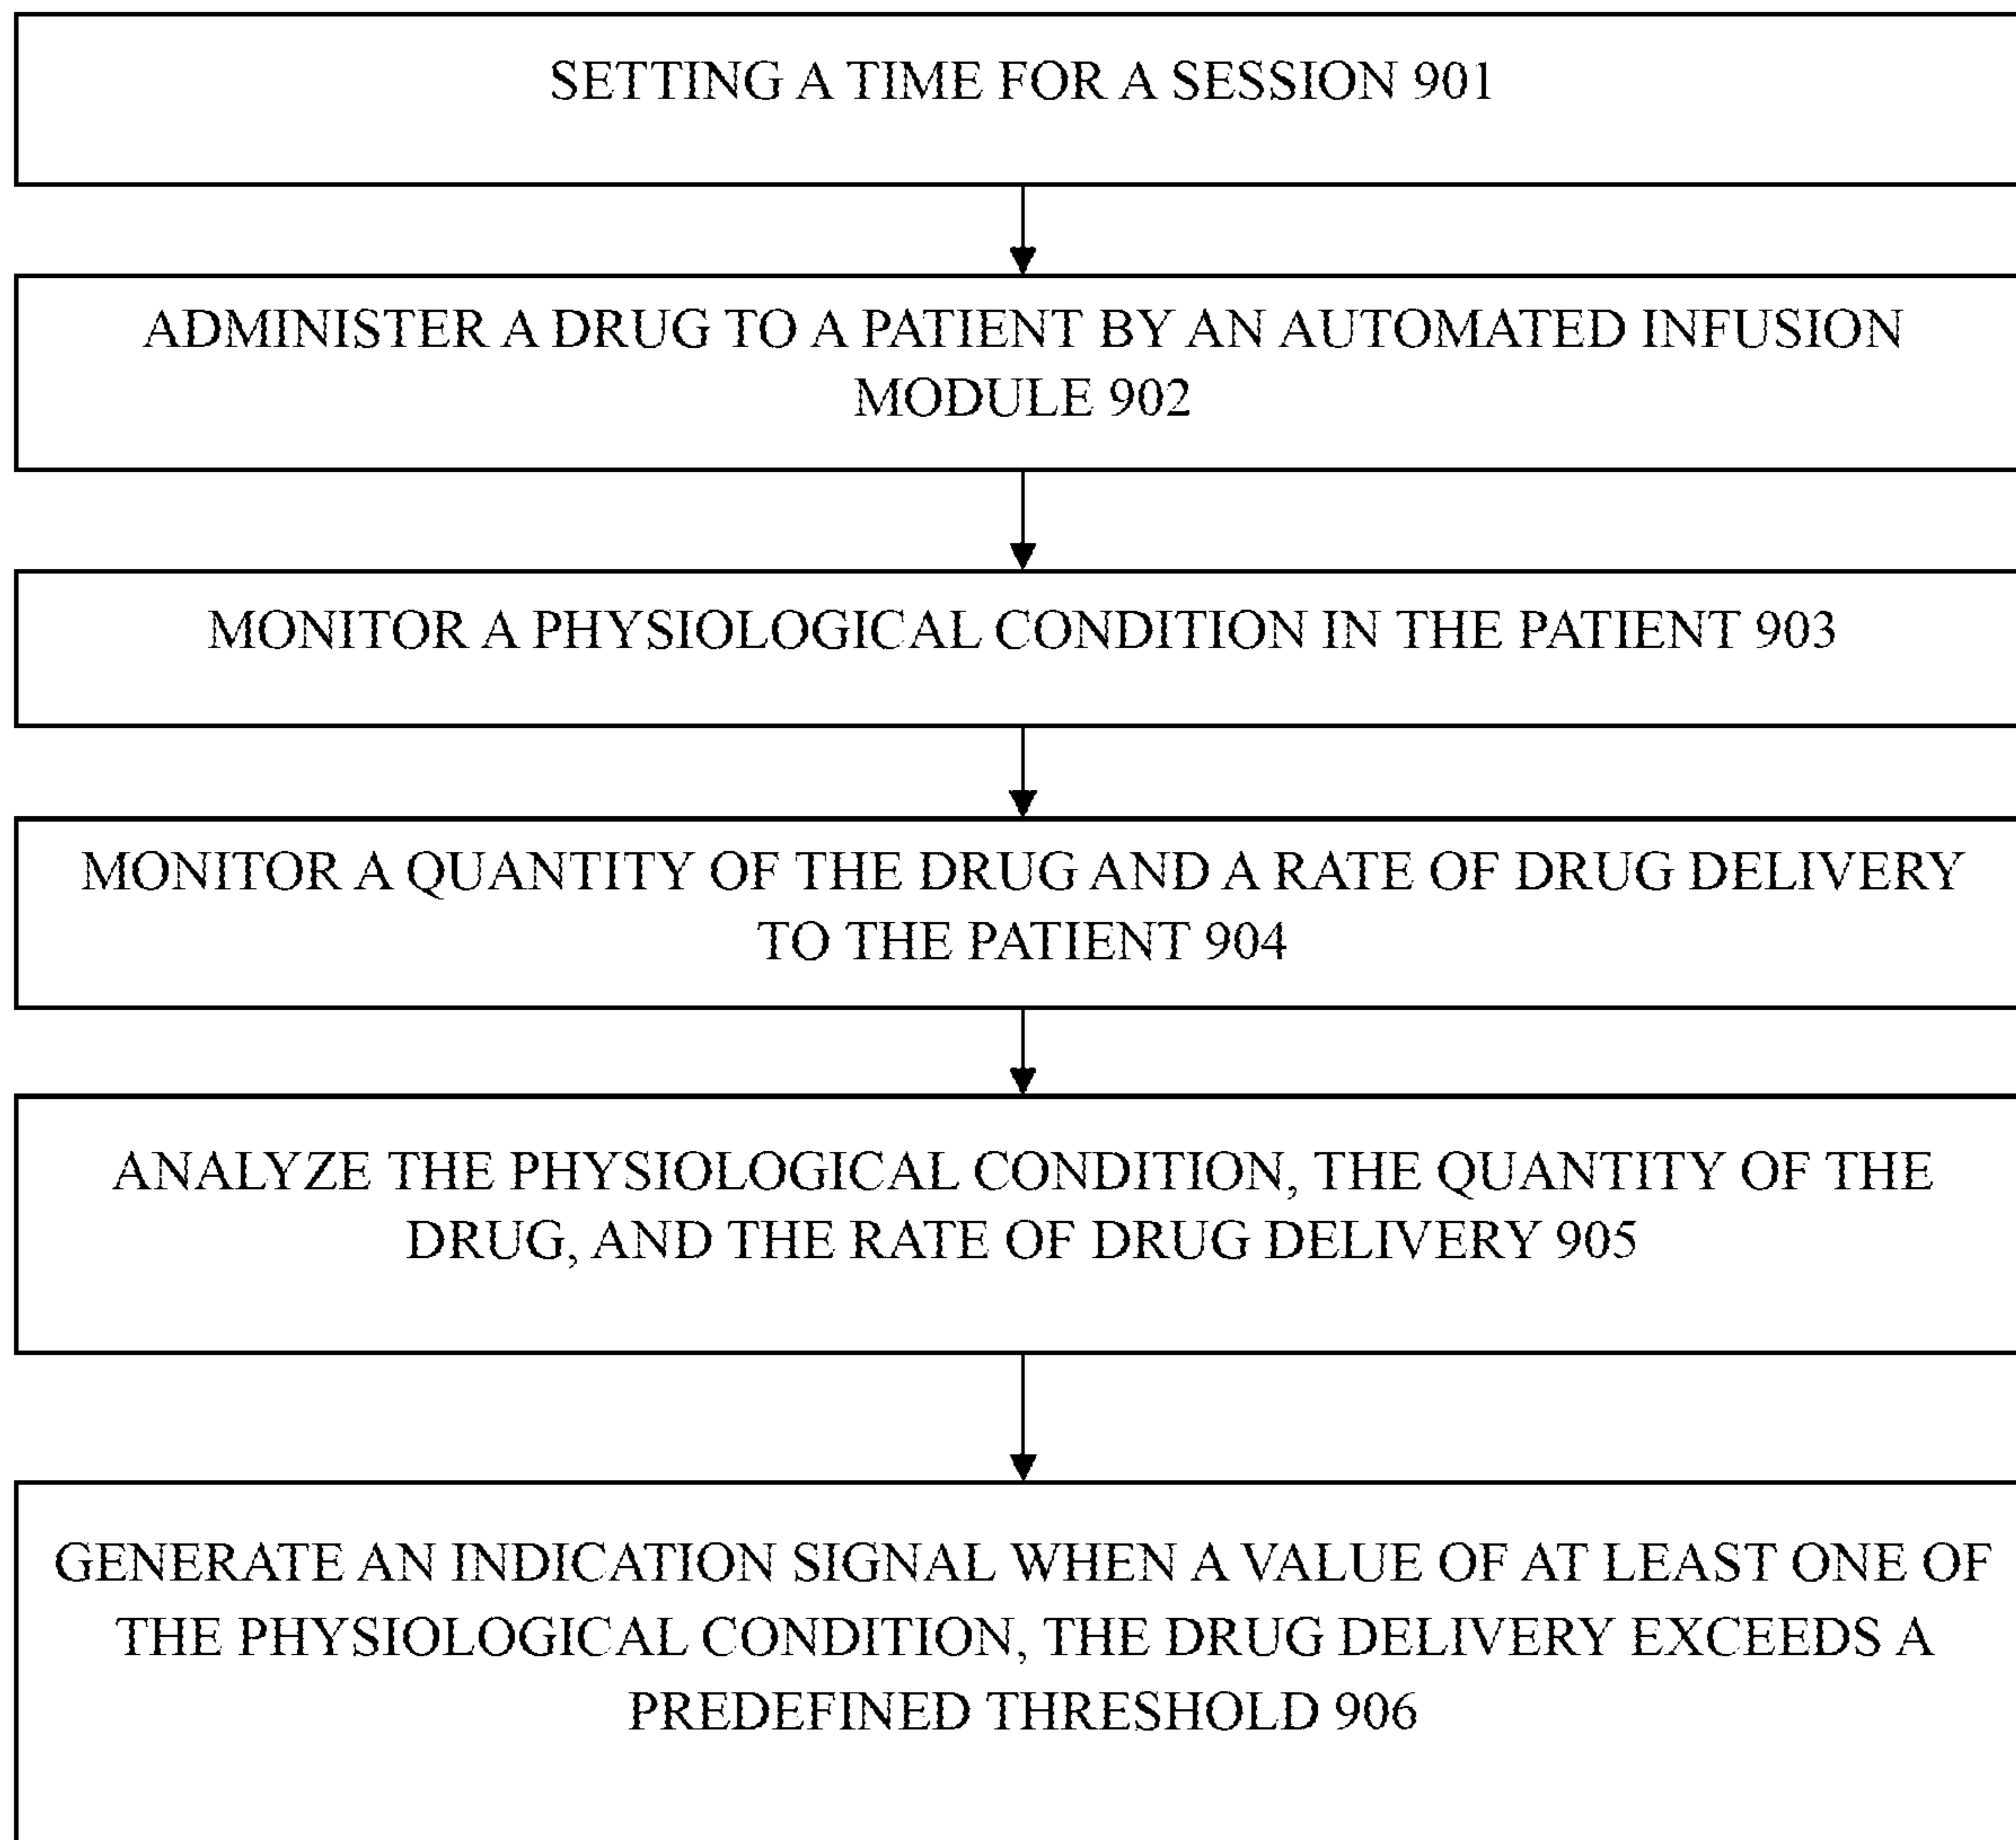 SETTING A TIME FOR A SESSION 901
ADMINISTER A DRUG TO A PATIENT BY AN AUTOMATED INFUSION
MODULE 902
MONITOR A PHYSIOLOGICAL CONDITION IN THE PATIENT 903
MONITOR A QUANTITY OF THE DRUG AND A RATE OF DRUG DELIVERY
TO THE PATIENT 904
ANALYZE THE PHYSIOLOGICAL CONDITION, THE QUANTITY OF THE
DRUG, AND THE RATE OF DRUG DELIVERY 905
GENERATE AN INDICATION SIGNAL WHEN A VALUE OF AT LEAST ONE OF
THE PHYSIOLOGICAL CONDITION, THE DRUG DELIVERY EXCEEDS A
PREDEFINED THRESHOLD 906